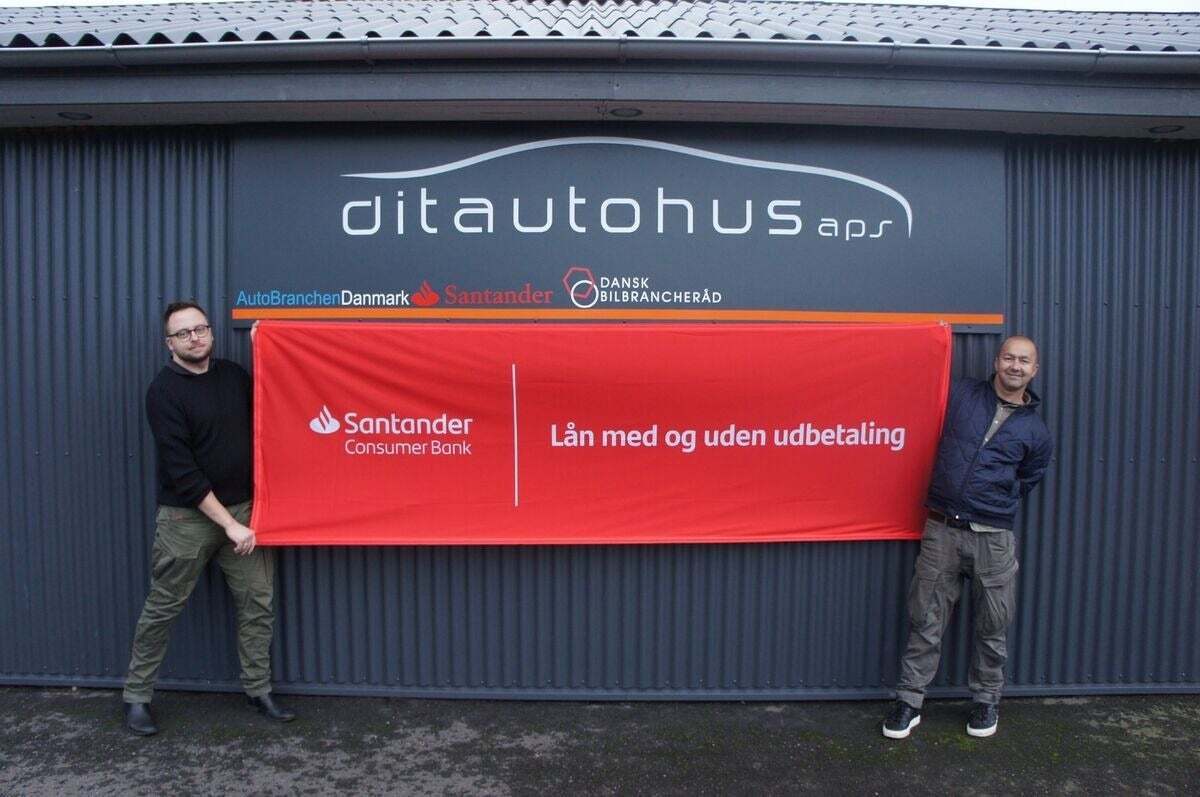 ditautohus aps
AutoBranchenDanmark Santander DANSK
BILBRANCHERÅD
Santander
Consumer Bank
Lån med og uden udbetaling